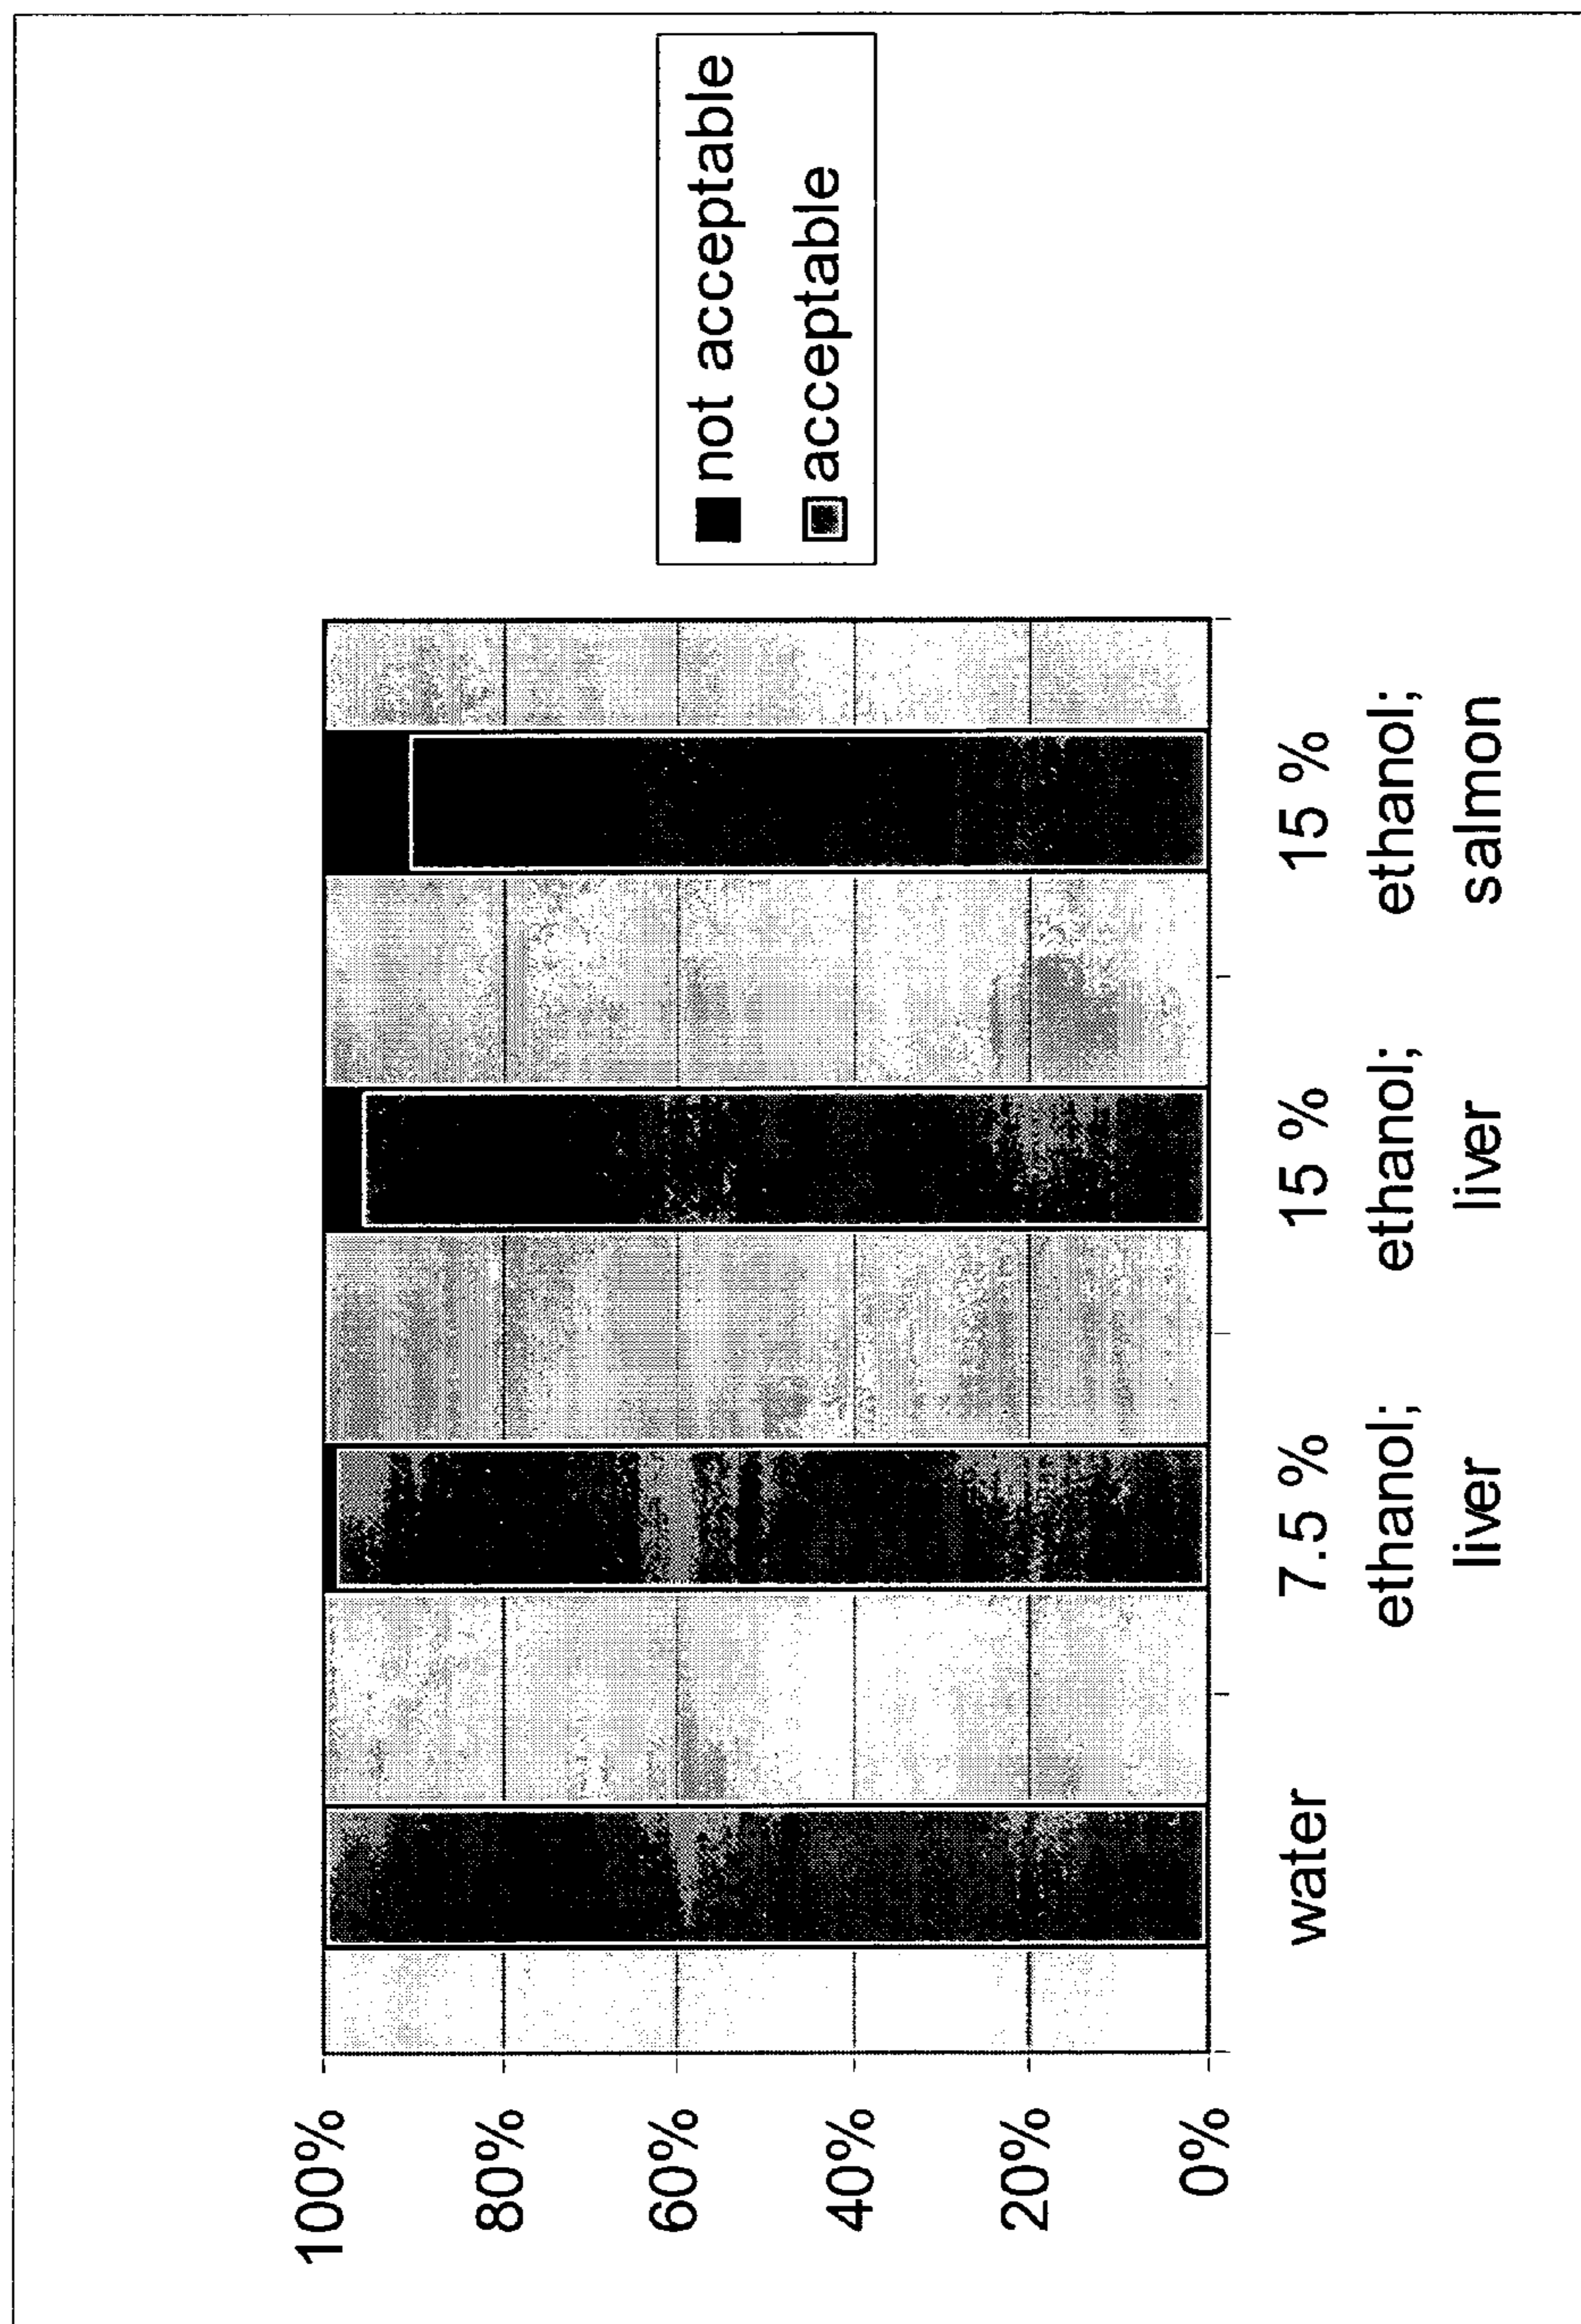 100%
80%
60%
40%
20%
0%
water
7.5 %
ethanol;
liver
15 %
ethanol;
liver
15 %
ethanol;
salmon
not acceptable
acceptable